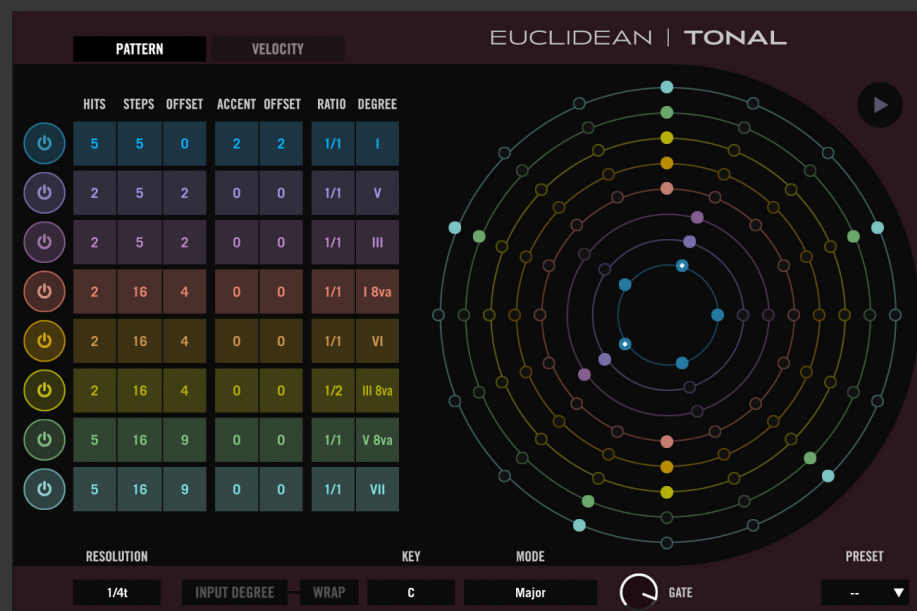 EUCLIDEAN | TONAL
PATTERN VELOCITY
HITS STEPS OFFSET ACCENT OFFSET RATIO DEGREE
5 5 0 2 2 1/1 I
2 5 2 0 0 1/1 V
2 5 2 0 0 1/1 III
2 16 4 0 0 1/1 I 8va
2 16 4 0 0 1/1 VI
2 16 4 0 0 1/2 III 8va
5 16 9 0 0 1/1 V 8va
5 16 9 0 0 1/1 VII
RESOLUTION KEY MODE PRESET
1/4t INPUT DEGREE WRAP C Major GATE --